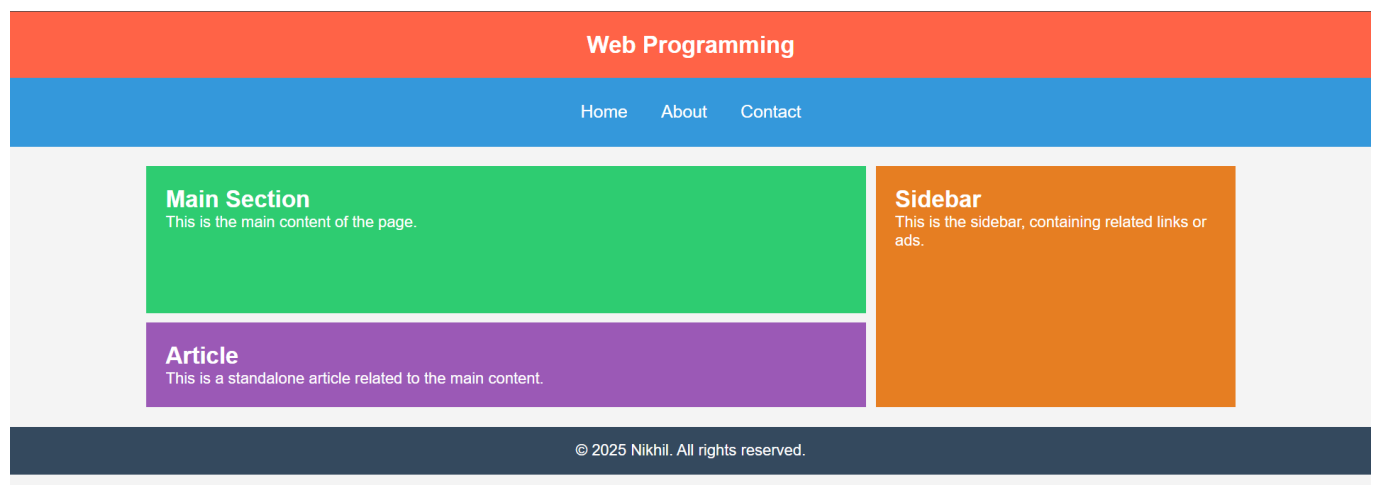 Web Programming
Home About Contact
Main Section
This is the main content of the page.
Sidebar
This is the sidebar, containing related links or
ads.
Article
This is a standalone article related to the main content.
© 2025 Nikhil. All rights reserved.